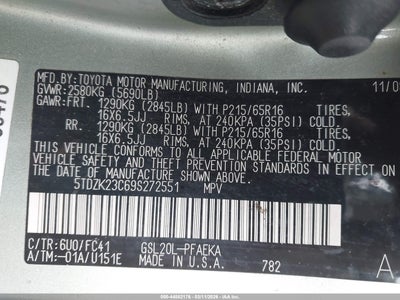 MFD.BY:TOYOTA MOTOR MANUFACTURING, INDIANA, INC. 11/0
GVWR:2580KG (5690LB)
GAWR:FRT. 1290KG (2845LB) WITH P215/65R16 TIRES,
16X6.5JJ RIMS, AT 240KPA (35PSI) COLD
RR. 1290KG (2845LB) WITH P215/65R16 TIRES,
16X6.5JJ RIMS, AT 240KPA (35PSI) COLD
THIS VEHICLE CONFORMS TO ALL APPLICABLE FEDERAL MOTOR
VEHICLE SAFETY AND THEFT PREVENTION STANDARDS IN EFFECT
ON THE DATE OF MANUFACTURE SHOWN ABOVE.
5TDZK23C69S272551 MPV
C/TR:6U0/FC41 GSL20L-PFAEKA
A/TM:-01A/U151E MADE IN U.S.A. 782 A